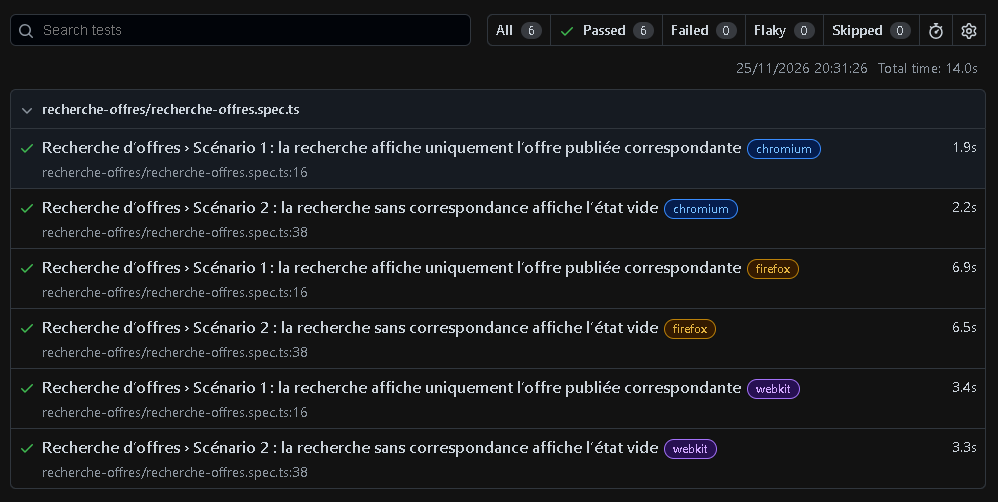 Search tests
All 6 Passed 6 Failed 0 Flaky 0 Skipped 0
25/11/2026 20:31:26 Total time: 14.0s
recherche-offres/recherche-offres.spec.ts
Recherche d'offres › Scénario 1 : la recherche affiche uniquement l'offre publiée correspondante chromium 1.9s
recherche-offres/recherche-offres.spec.ts:16
Recherche d'offres › Scénario 2 : la recherche sans correspondance affiche l'état vide chromium 2.2s
recherche-offres/recherche-offres.spec.ts:38
Recherche d'offres › Scénario 1 : la recherche affiche uniquement l'offre publiée correspondante firefox 6.9s
recherche-offres/recherche-offres.spec.ts:16
Recherche d'offres › Scénario 2 : la recherche sans correspondance affiche l'état vide firefox 6.5s
recherche-offres/recherche-offres.spec.ts:38
Recherche d'offres › Scénario 1 : la recherche affiche uniquement l'offre publiée correspondante webkit 3.4s
recherche-offres/recherche-offres.spec.ts:16
Recherche d'offres › Scénario 2 : la recherche sans correspondance affiche l'état vide webkit 3.3s
recherche-offres/recherche-offres.spec.ts:38